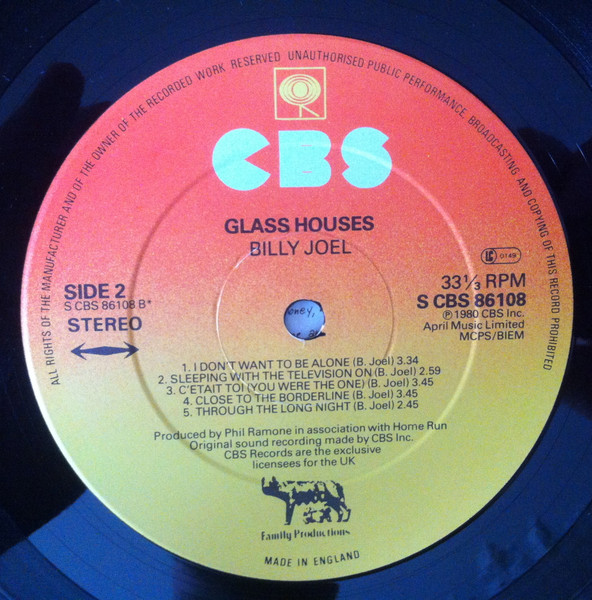 ALL RIGHTS OF THE MANUFACTURER AND OF THE OWNER OF THE RECORDED WORK RESERVED UNAUTHORISED PUBLIC PERFORMANCE BROADCASTING AND COPYING OF THIS RECORD PROHIBITED
CBS
GLASS HOUSES
BILLY JOEL
LC 0149
SIDE 2
S CBS 86108 B*
STEREO
33⅓ RPM
S CBS 86108
℗ 1980 CBS Inc.
April Music Limited
MCPS/BIEM
oney,
1. I DON'T WANT TO BE ALONE (B. Joel) 3.34
2. SLEEPING WITH THE TELEVISION ON (B. Joel) 2.59
3. C'ETAIT TOI (YOU WERE THE ONE) (B. Joel) 3.45
4. CLOSE TO THE BORDERLINE (B. Joel) 3.45
5. THROUGH THE LONG NIGHT (B. Joel) 2.45
Produced by Phil Ramone in association with Home Run
Original sound recording made by CBS Inc.
CBS Records are the exclusive
licensees for the UK
Family Productions
MADE IN ENGLAND